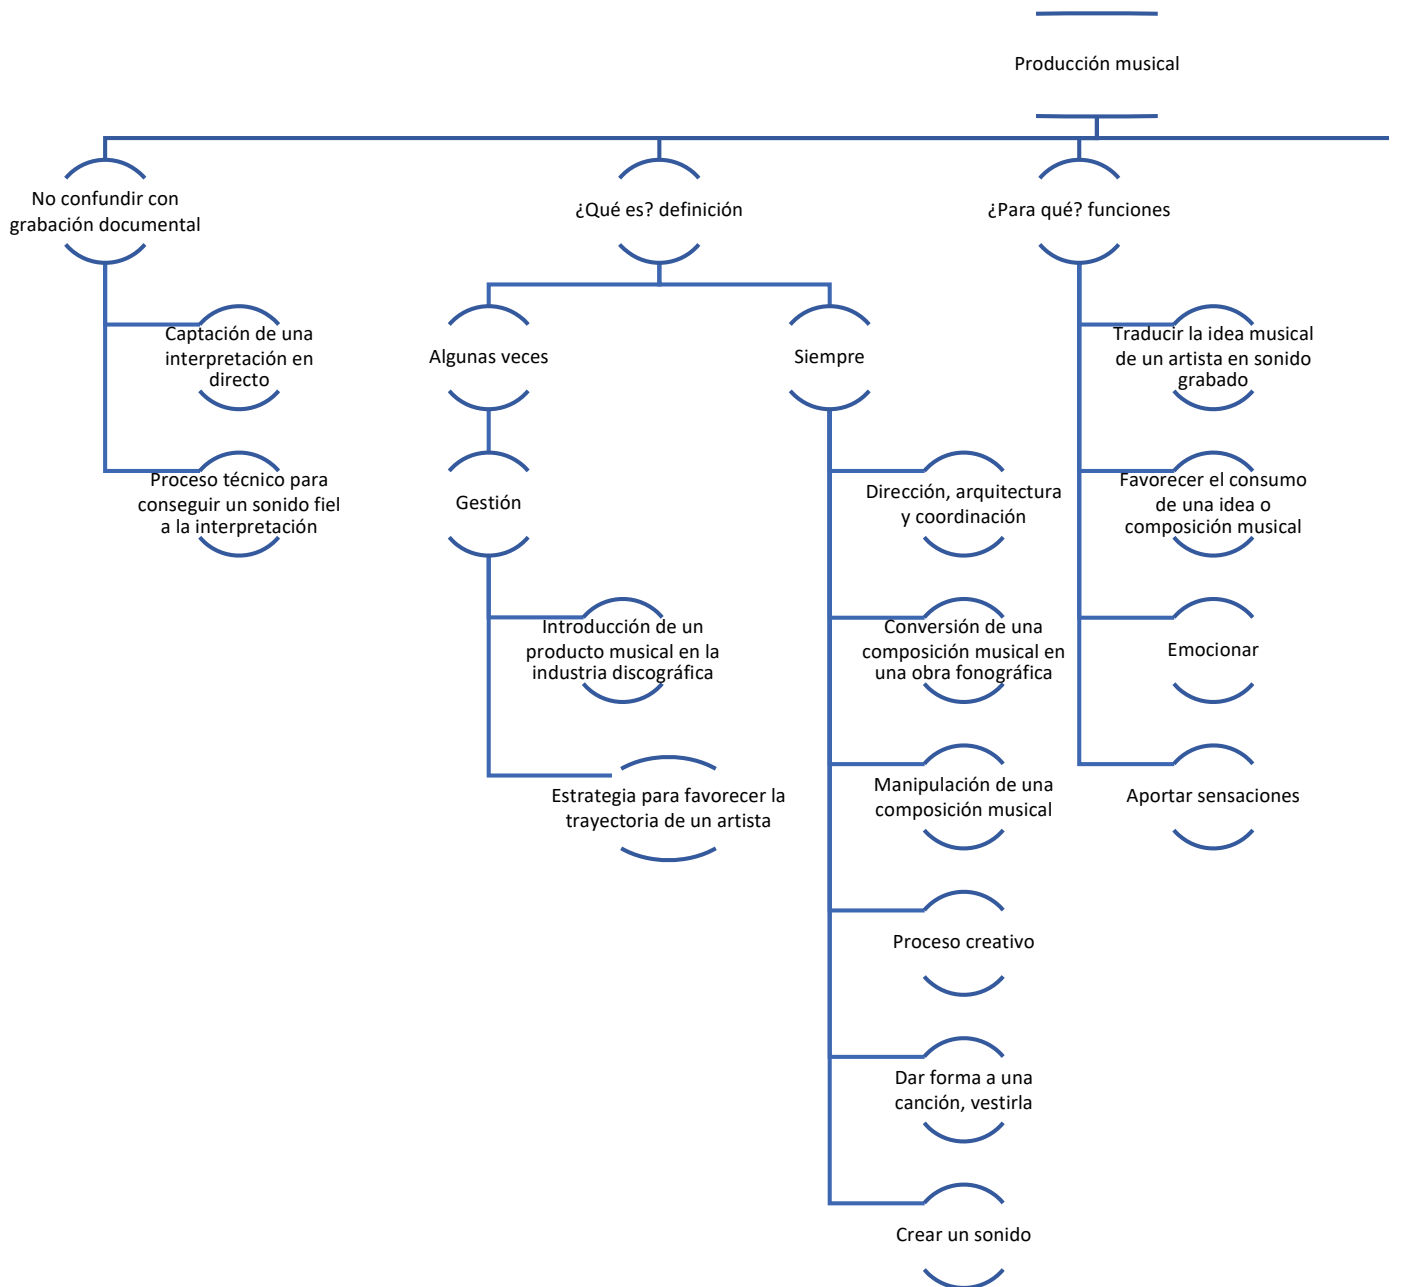 Producción musical
No confundir con
grabación documental
Captación de una
interpretación en
directo
Proceso técnico para
conseguir un sonido fiel
a la interpretación
¿Qué es? definición
Algunas veces
Gestión
Introducción de un
producto musical en la
industria discográfica
Estrategia para favorecer la
trayectoria de un artista
Siempre
Dirección, arquitectura
y coordinación
Conversión de una
composición musical en
una obra fonográfica
Manipulación de una
composición musical
Proceso creativo
Dar forma a una
canción, vestirla
Crear un sonido
¿Para qué? funciones
Traducir la idea musical
de un artista en sonido
grabado
Favorecer el consumo
de una idea o
composición musical
Emocionar
Aportar sensaciones